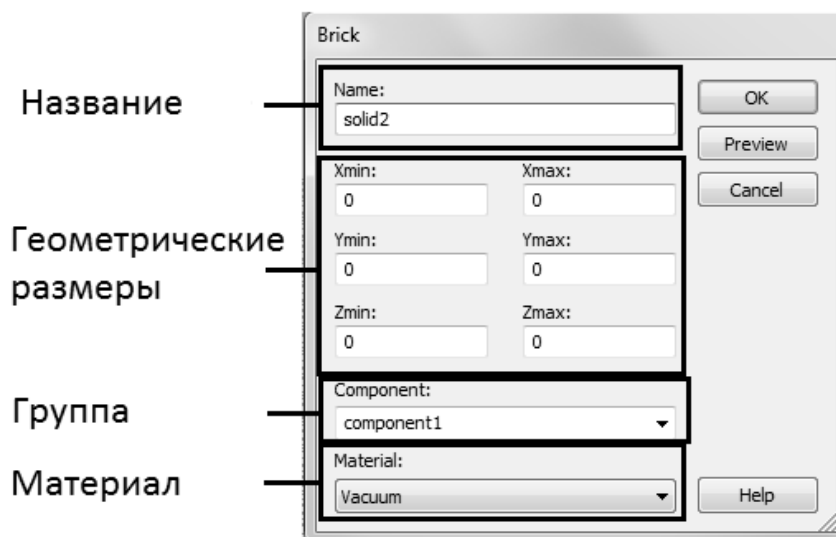 Brick
Название
Name:
solid2
OK
Preview
Cancel
Геометрические
размеры
Xmin:
Xmax:
0
0
Ymin:
Ymax:
0
0
Zmin:
Zmax:
0
0
Группа
Component:
component1
Материал
Material:
Vacuum
Help